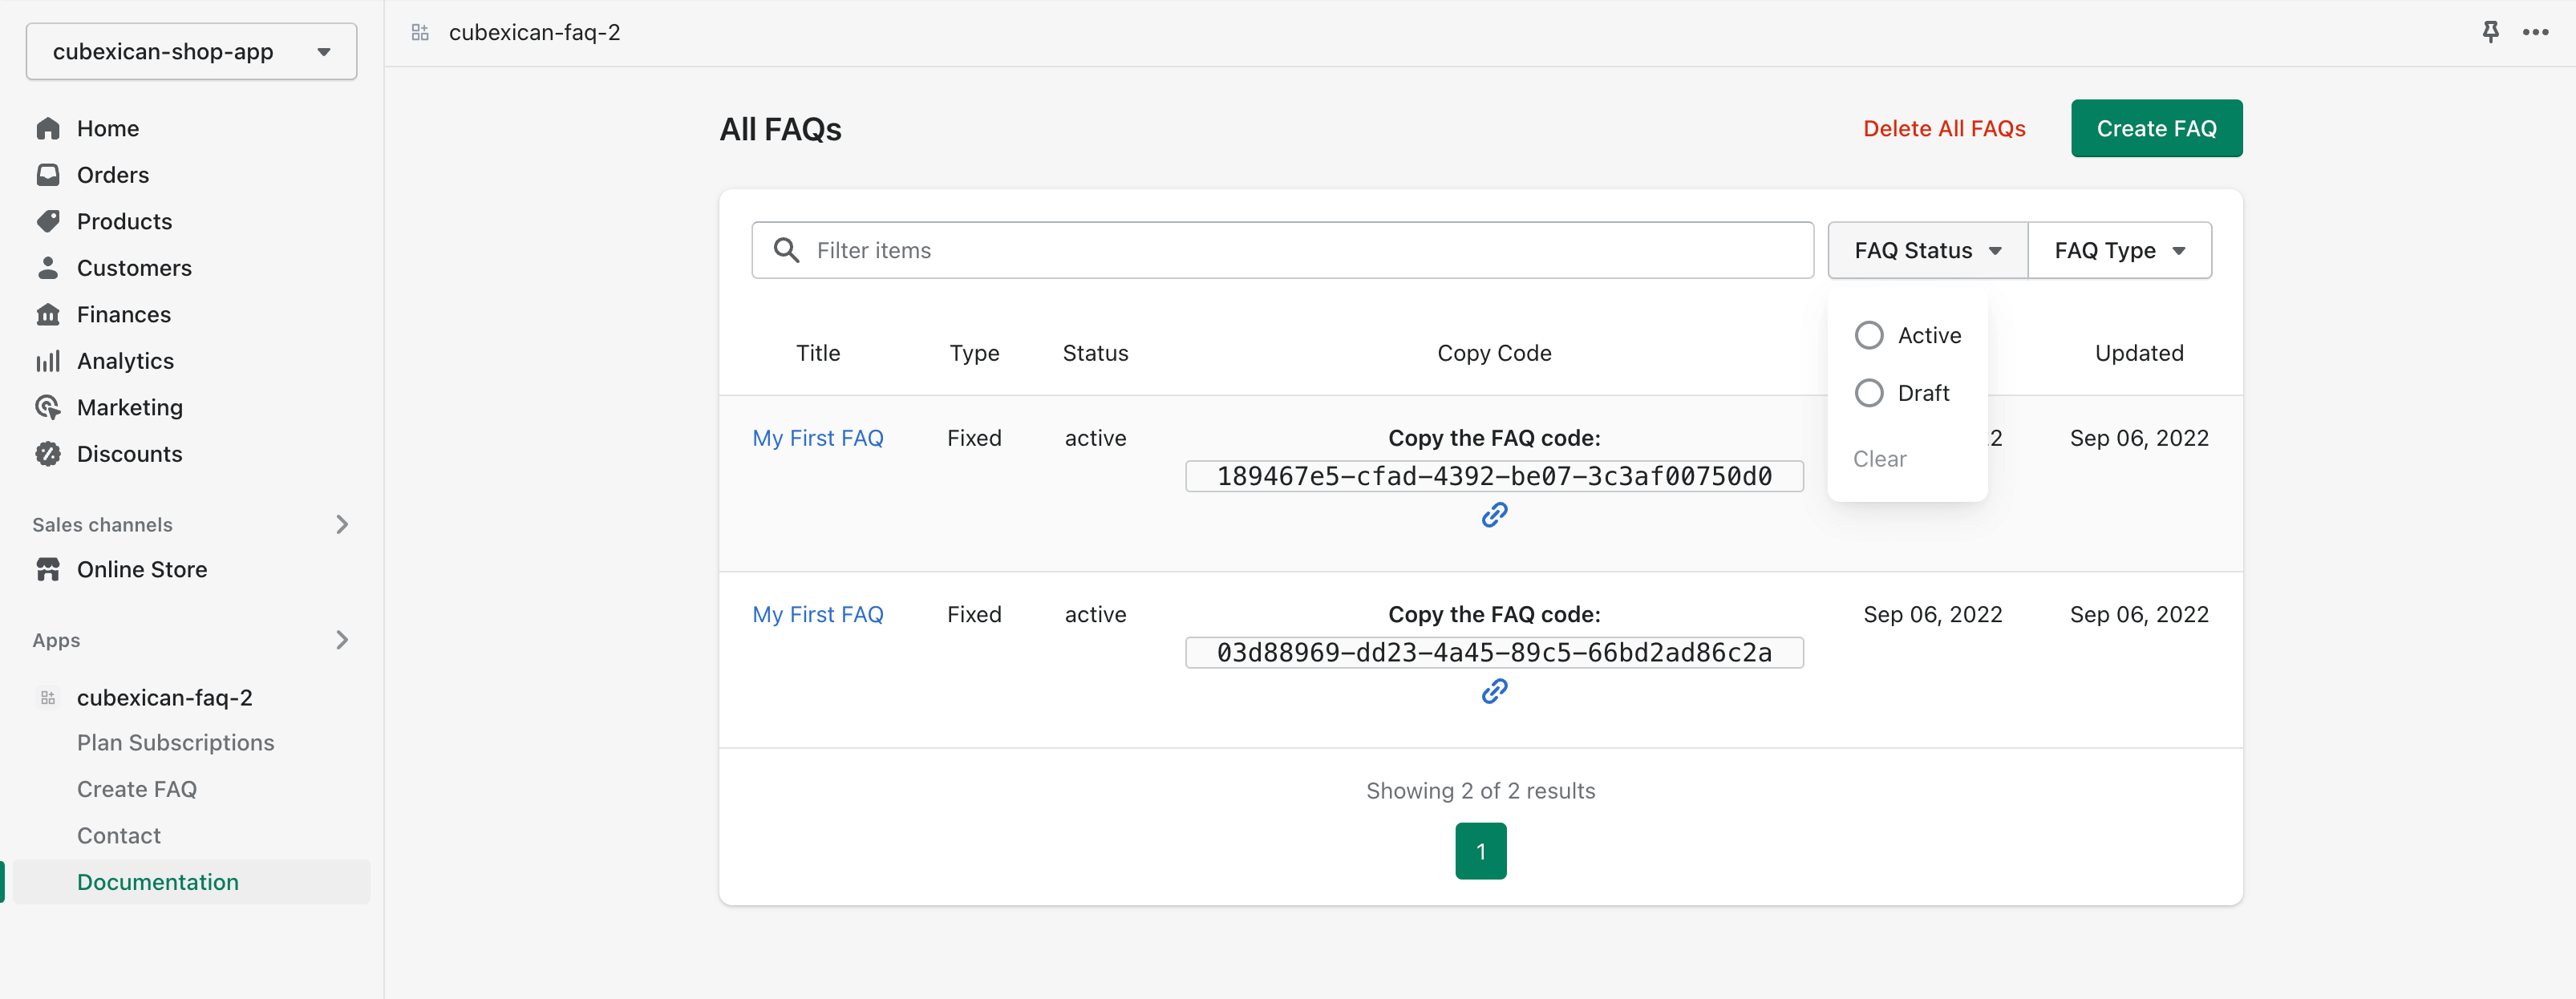 cubexican-shop-app
Home
Orders
Products
Customers
Finances
Analytics
Marketing
Discounts
Sales channels
Online Store
Apps
cubexican-faq-2
Plan Subscriptions
Create FAQ
Contact
Documentation
cubexican-faq-2
All FAQs
Delete All FAQs
Create FAQ
Filter items
FAQ Status
FAQ Type
Active
Draft
Clear
Title Type Status Copy Code Updated
My First FAQ Fixed active Copy the FAQ code: 2 Sep 06, 2022
189467e5-cfad-4392-be07-3c3af00750d0
My First FAQ Fixed active Copy the FAQ code: Sep 06, 2022 Sep 06, 2022
03d88969-dd23-4a45-89c5-66bd2ad86c2a
Showing 2 of 2 results
1